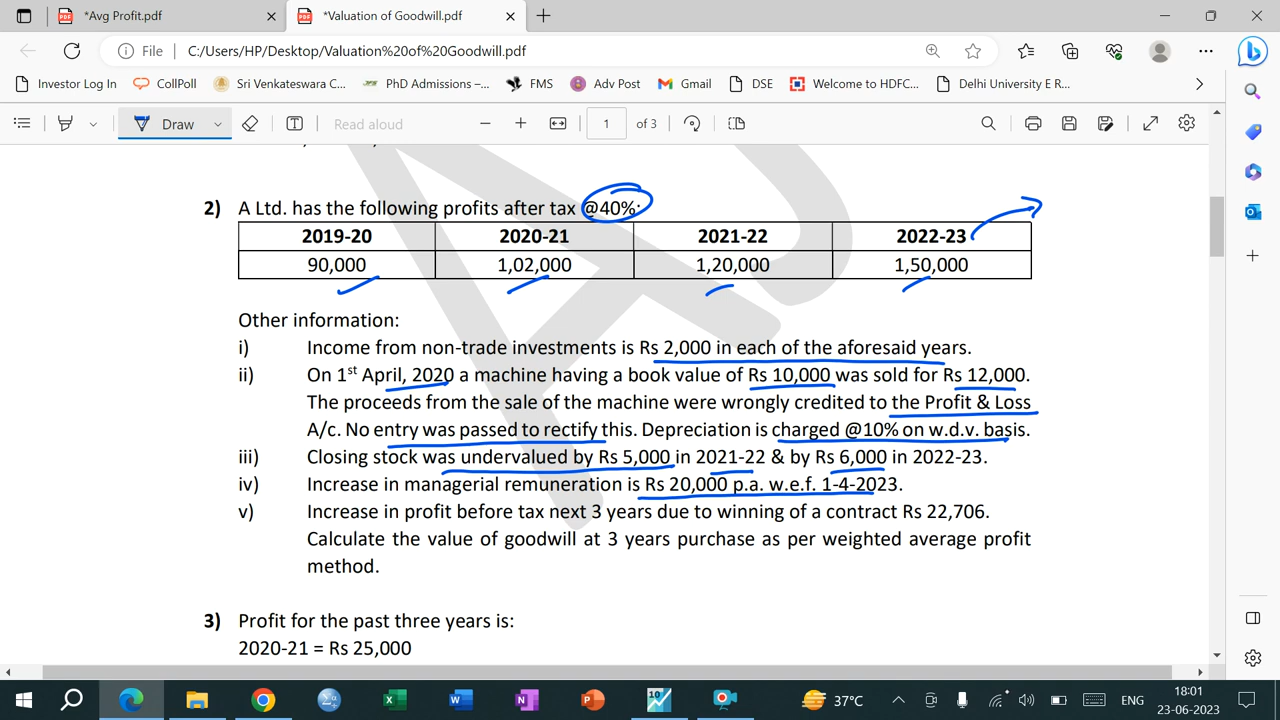 *Avg Profit.pdf
*Valuation of Goodwill.pdf
File C:/Users/HP/Desktop/Valuation%20of%20Goodwill.pdf
Investor Log In CollPoll Sri Venkateswara C... PhD Admissions –... FMS Adv Post Gmail DSE Welcome to HDFC... Delhi University E R...
Draw Read aloud 1 of 3
2) A Ltd. has the following profits after tax @40%:
2019-20 2020-21 2021-22 2022-23
90,000 1,02,000 1,20,000 1,50,000
Other information:
i) Income from non-trade investments is Rs 2,000 in each of the aforesaid years.
ii) On 1st April, 2020 a machine having a book value of Rs 10,000 was sold for Rs 12,000.
The proceeds from the sale of the machine were wrongly credited to the Profit & Loss
A/c. No entry was passed to rectify this. Depreciation is charged @10% on w.d.v. basis.
iii) Closing stock was undervalued by Rs 5,000 in 2021-22 & by Rs 6,000 in 2022-23.
iv) Increase in managerial remuneration is Rs 20,000 p.a. w.e.f. 1-4-2023.
v) Increase in profit before tax next 3 years due to winning of a contract Rs 22,706.
Calculate the value of goodwill at 3 years purchase as per weighted average profit
method.
3) Profit for the past three years is:
2020-21 = Rs 25,000
37°C ENG 18:01
23-06-2023